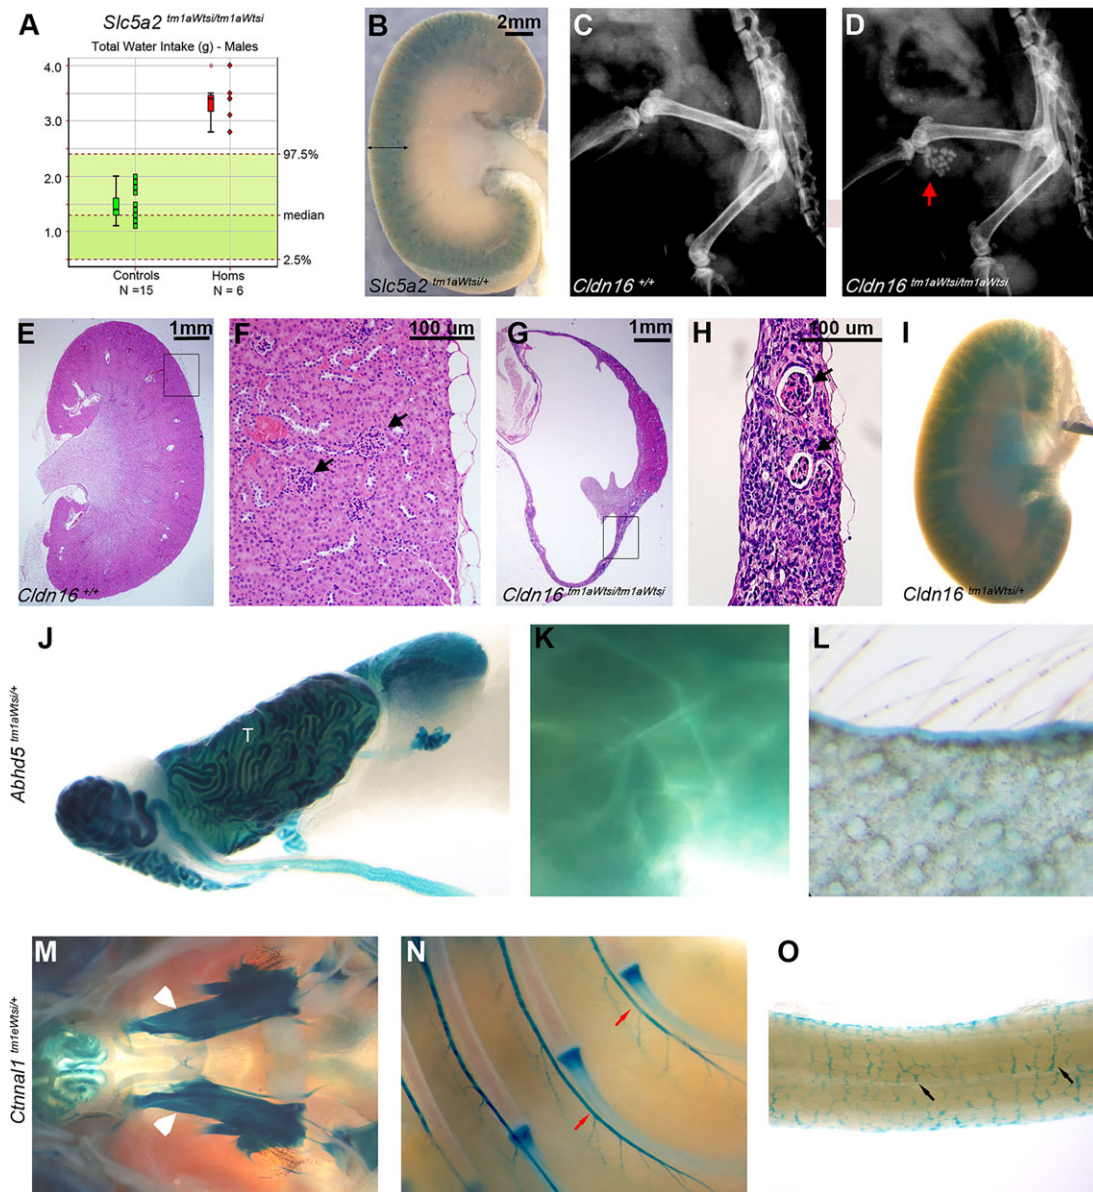 A
Slc5a2 tm1aWtsi/tm1aWtsi
Total Water Intake (g) - Males
4.0
3.0
2.0
1.0
97.5%
median
2.5%
Controls
N =15
Homs
N = 6
B
2mm
Slc5a2 tm1aWtsi/+
C
Cldn16 +/+
D
Cldn16 tm1aWtsi/tm1aWtsi
E
1mm
Cldn16 +/+
F
100 um
G
1mm
Cldn16 tm1aWtsi/tm1aWtsi
H
100 um
I
Cldn16 tm1aWtsi/+
Abhd5 tm1aWtsi/+
J
T
K
L
Ctnnal1 tm1eWtsi/+
M
N
O